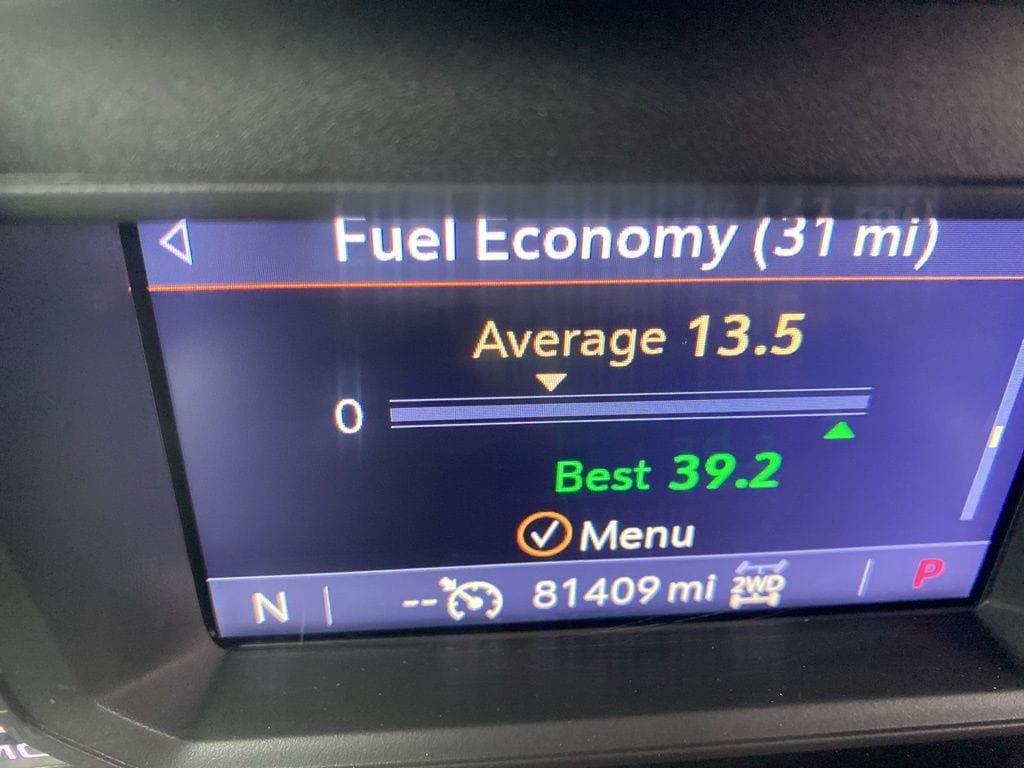 Fuel Economy (31 mi)
Average 13.5
0
Best 39.2
Menu
N -- 81409 mi 2WD P